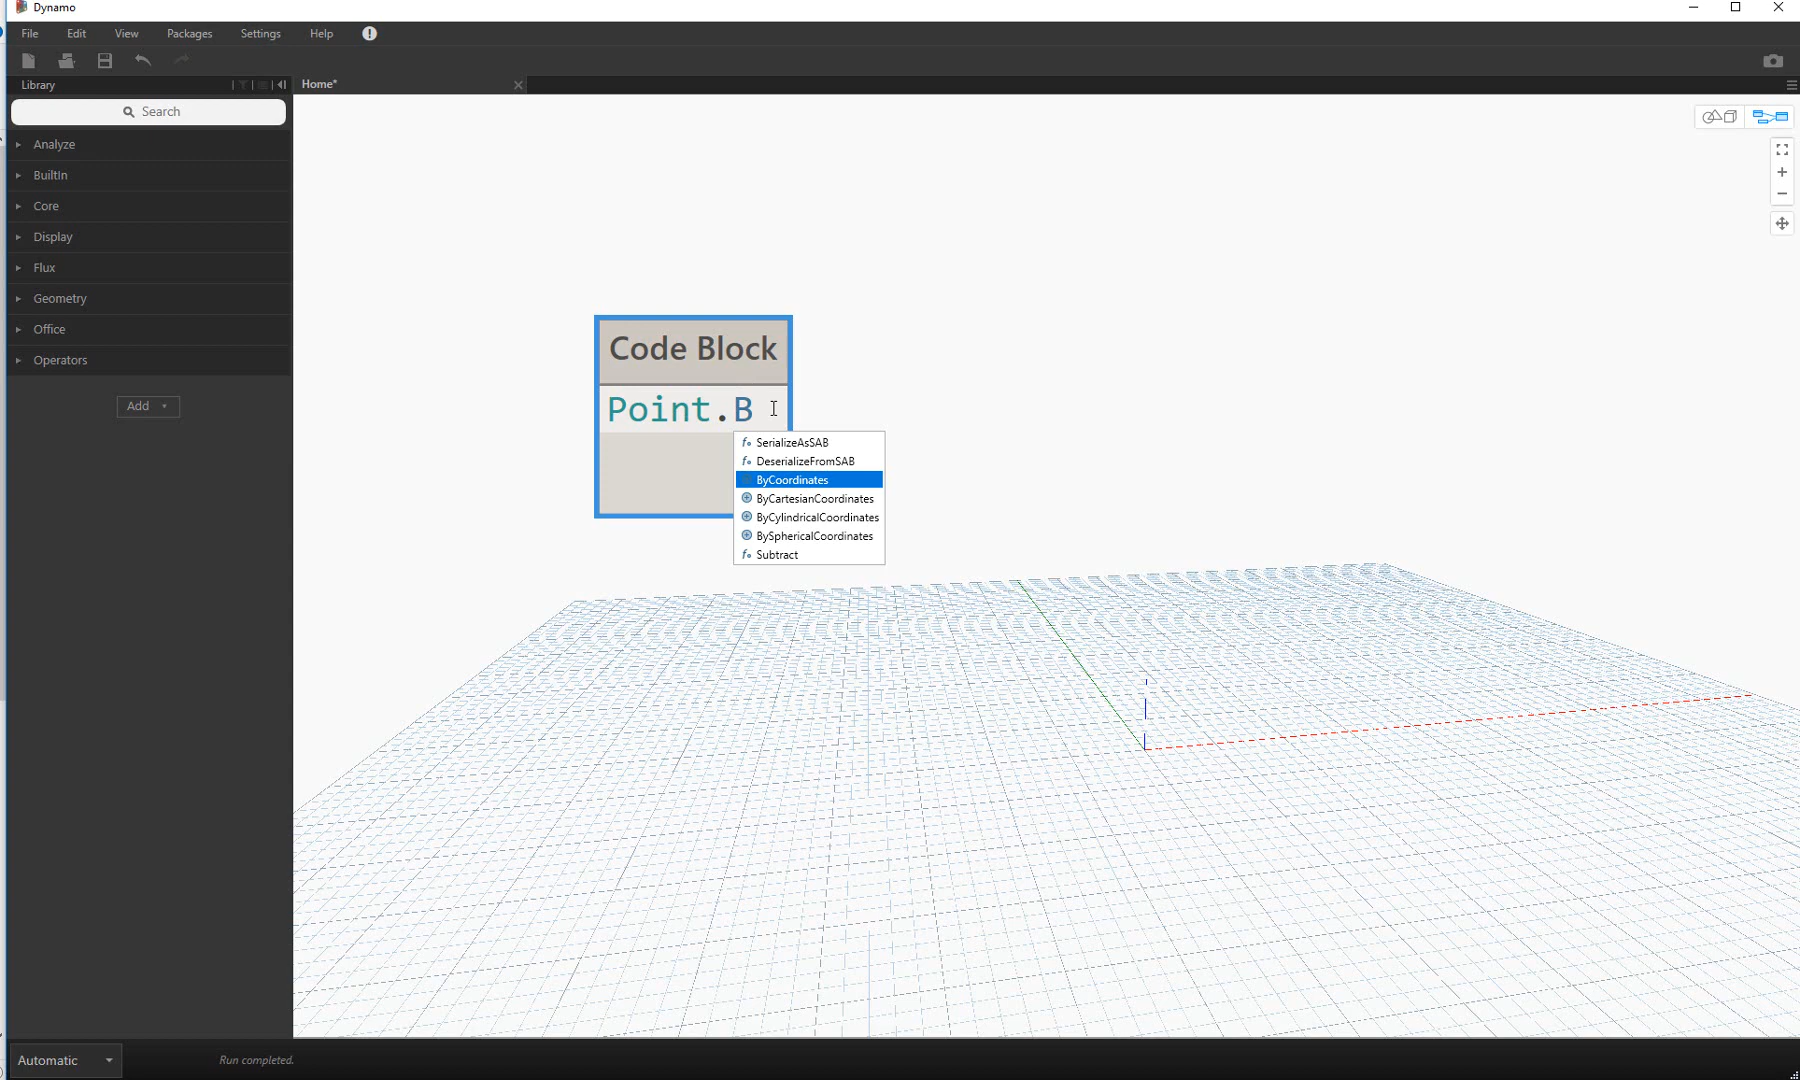 Dynamo
File Edit View Packages Settings Help
Library
Home*
Search
Analyze
BuiltIn
Core
Display
Flux
Geometry
Office
Operators
Add
Code Block
Point.B
SerializeAsSAB
DeserializeFromSAB
ByCoordinates
ByCartesianCoordinates
ByCylindricalCoordinates
BySphericalCoordinates
Subtract
Automatic
Run completed.